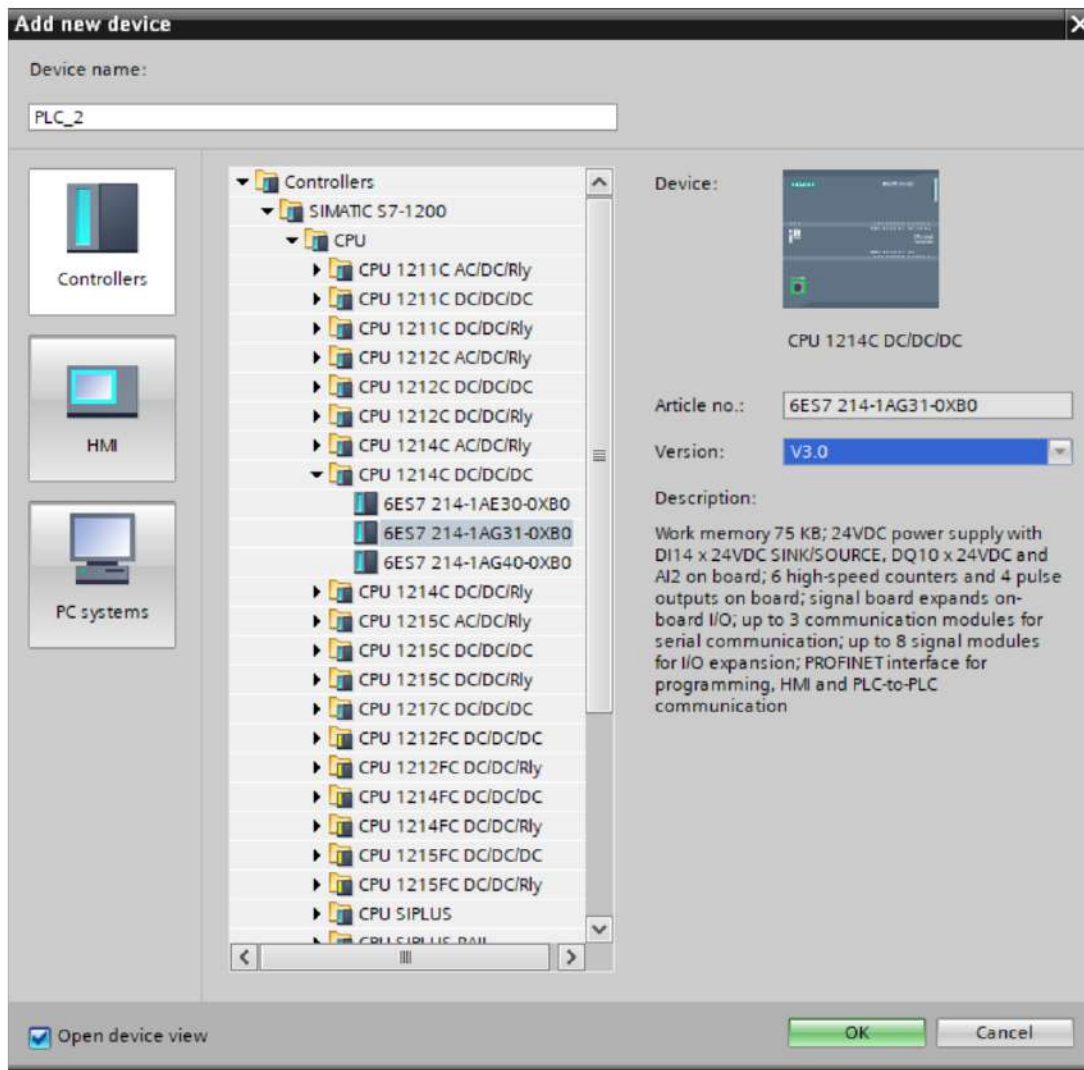 Add new device
Device name:
PLC_2
Controllers
HMI
PC systems
Controllers
SIMATIC S7-1200
CPU
CPU 1211C AC/DC/Rly
CPU 1211C DC/DC/DC
CPU 1211C DC/DC/Rly
CPU 1212C AC/DC/Rly
CPU 1212C DC/DC/DC
CPU 1212C DC/DC/Rly
CPU 1214C AC/DC/Rly
CPU 1214C DC/DC/DC
6ES7 214-1AE30-0XB0
6ES7 214-1AG31-0XB0
6ES7 214-1AG40-0XB0
CPU 1214C DC/DC/Rly
CPU 1215C AC/DC/Rly
CPU 1215C DC/DC/DC
CPU 1215C DC/DC/Rly
CPU 1217C DC/DC/DC
CPU 1212FC DC/DC/DC
CPU 1212FC DC/DC/Rly
CPU 1214FC DC/DC/DC
CPU 1214FC DC/DC/Rly
CPU 1215FC DC/DC/DC
CPU 1215FC DC/DC/Rly
CPU SIPLUS
CPU SIPLUS RAIL
Device:
CPU 1214C DC/DC/DC
Article no.: 6ES7 214-1AG31-0XB0
Version: V3.0
Description:
Work memory 75 KB; 24VDC power supply with
DI14 x 24VDC SINK/SOURCE, DQ10 x 24VDC and
AI2 on board; 6 high-speed counters and 4 pulse
outputs on board; signal board expands on-
board I/O; up to 3 communication modules for
serial communication; up to 8 signal modules
for I/O expansion; PROFINET interface for
programming, HMI and PLC-to-PLC
communication
Open device view
OK
Cancel